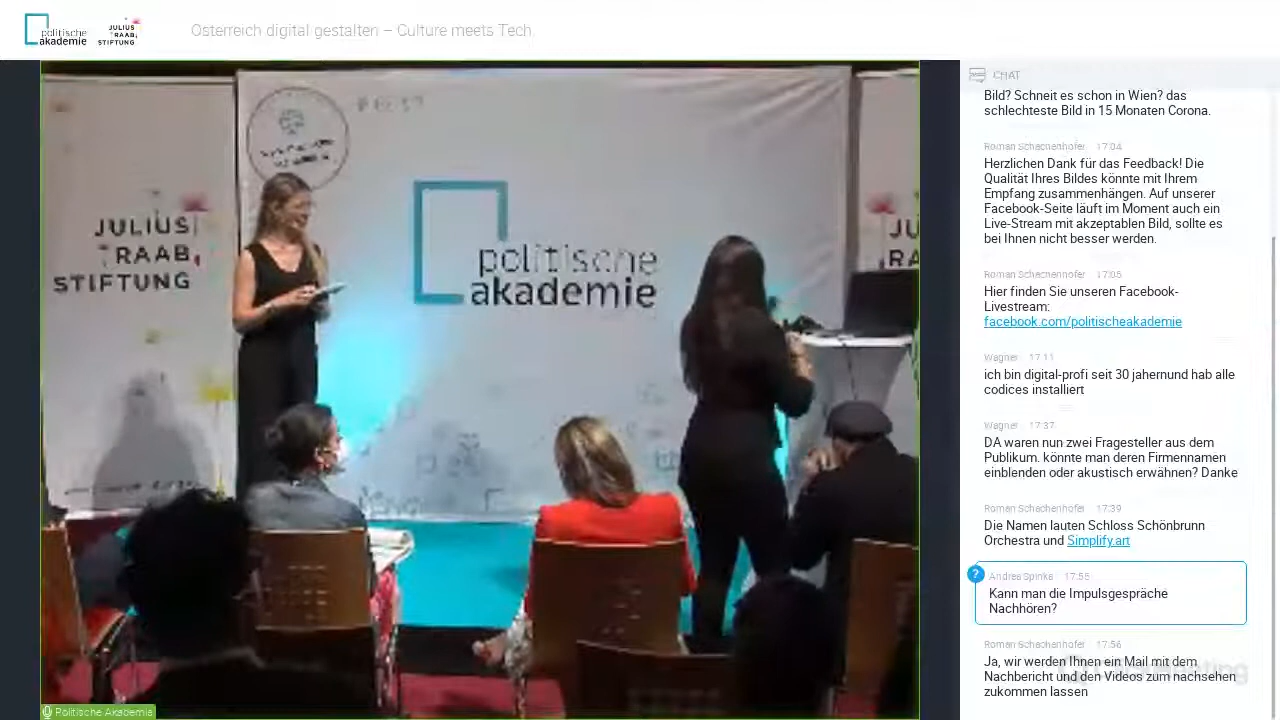 politische
akademie
JULIUS
RAAB
STIFTUNG
Österreich digital gestalten – Culture meets Tech
JULIUS
RAAB
STIFTUNG
politische
akademie
JU
RA
Politische Akademie
CHAT
Bild? Schneit es schon in Wien? das
schlechteste Bild in 15 Monaten Corona.
Roman Schachenhofer 17:04
Herzlichen Dank für das Feedback! Die
Qualität Ihres Bildes könnte mit Ihrem
Empfang zusammenhängen. Auf unserer
Facebook-Seite läuft im Moment auch ein
Live-Stream mit akzeptablen Bild, sollte es
bei Ihnen nicht besser werden.
Roman Schachenhofer 17:05
Hier finden Sie unseren Facebook-
Livestream:
facebook.com/politischeakademie
Wagner 17:11
ich bin digital-profi seit 30 jahernund hab alle
codices installiert
Wagner 17:37
DA waren nun zwei Fragesteller aus dem
Publikum. könnte man deren Firmennamen
einblenden oder akustisch erwähnen? Danke
Roman Schachenhofer 17:39
Die Namen lauten Schloss Schönbrunn
Orchestra und Simplify.art
?
Andrea Spinka 17:55
Kann man die Impulsgespräche
Nachhören?
Roman Schachenhofer 17:56
Ja, wir werden Ihnen ein Mail mit dem
Nachbericht und den Videos zum nachsehen
zukommen lassen